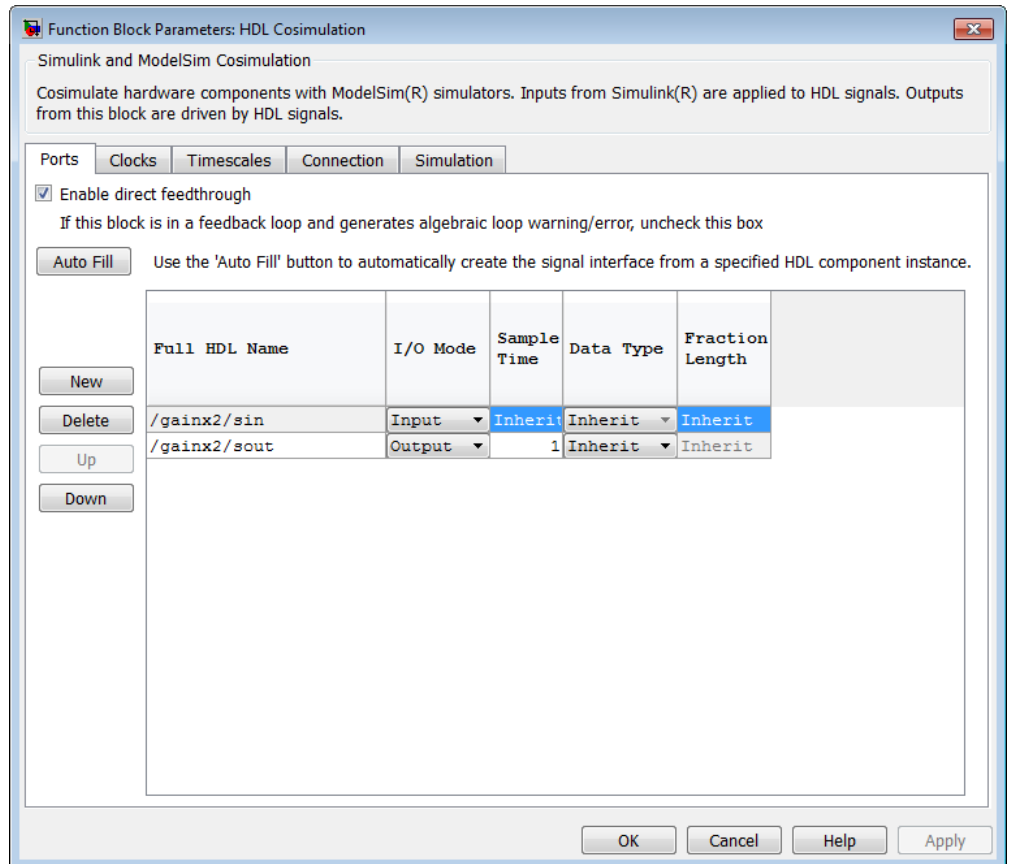 Function Block Parameters: HDL Cosimulation
Simulink and ModelSim Cosimulation
Cosimulate hardware components with ModelSim(R) simulators. Inputs from Simulink(R) are applied to HDL signals. Outputs
from this block are driven by HDL signals.
Ports Clocks Timescales Connection Simulation
Enable direct feedthrough
If this block is in a feedback loop and generates algebraic loop warning/error, uncheck this box
Auto Fill Use the 'Auto Fill' button to automatically create the signal interface from a specified HDL component instance.
Full HDL Name I/O Mode Sample Time Data Type Fraction Length
New
Delete /gainx2/sin Input Inherit Inherit Inherit
/gainx2/sout Output 1 Inherit Inherit
Up
Down
OK Cancel Help Apply